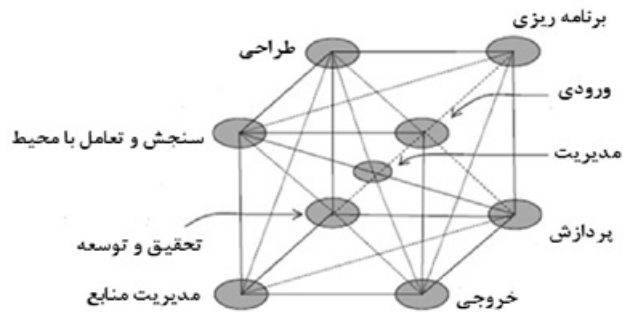 برنامه ریزی
طراحی
ورودی
سنجش و تعامل با محیط
مدیریت
پردازش
تحقیق و توسعه
مدیریت منابع
خروجی